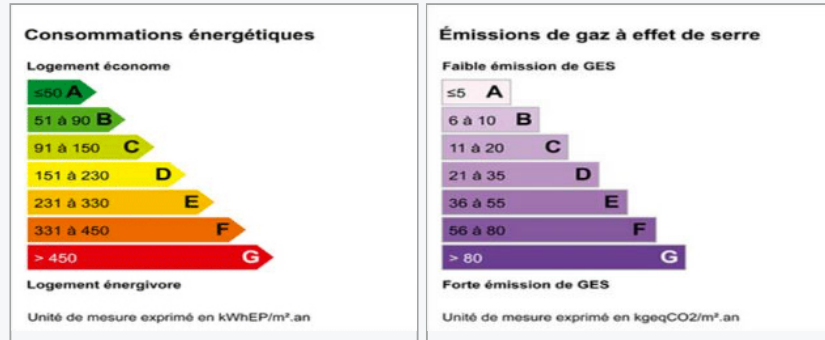 Consommations énergétiques
Logement économe
≤50 A
51 à 90 B
91 à 150 C
151 à 230 D
231 à 330 E
331 à 450 F
> 450 G
Logement énergivore
Unité de mesure exprimé en kWhEP/m².an
Émissions de gaz à effet de serre
Faible émission de GES
≤5 A
6 à 10 B
11 à 20 C
21 à 35 D
36 à 55 E
56 à 80 F
> 80 G
Forte émission de GES
Unité de mesure exprimé en kgeqCO2/m².an